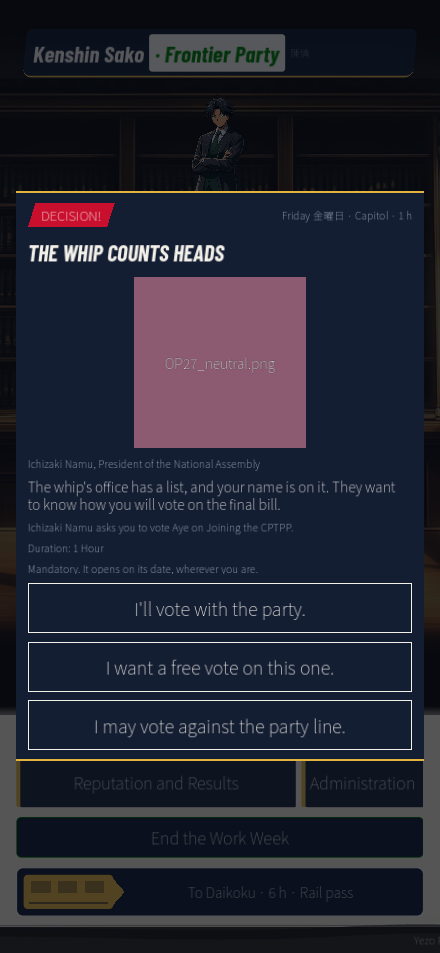 Kenshin Sako · Frontier Party 陳情
DECISION!
Friday 金曜日 · Capitol · 1 h
THE WHIP COUNTS HEADS
OP27_neutral.png
Ichizaki Namu, President of the National Assembly
The whip's office has a list, and your name is on it. They want
to know how you will vote on the final bill.
Ichizaki Namu asks you to vote Aye on Joining the CPTPP.
Duration: 1 Hour
Mandatory. It opens on its date, wherever you are.
I'll vote with the party.
I want a free vote on this one.
I may vote against the party line.
Reputation and Results
Administration
End the Work Week
To Daikoku · 6 h · Rail pass
Yezo